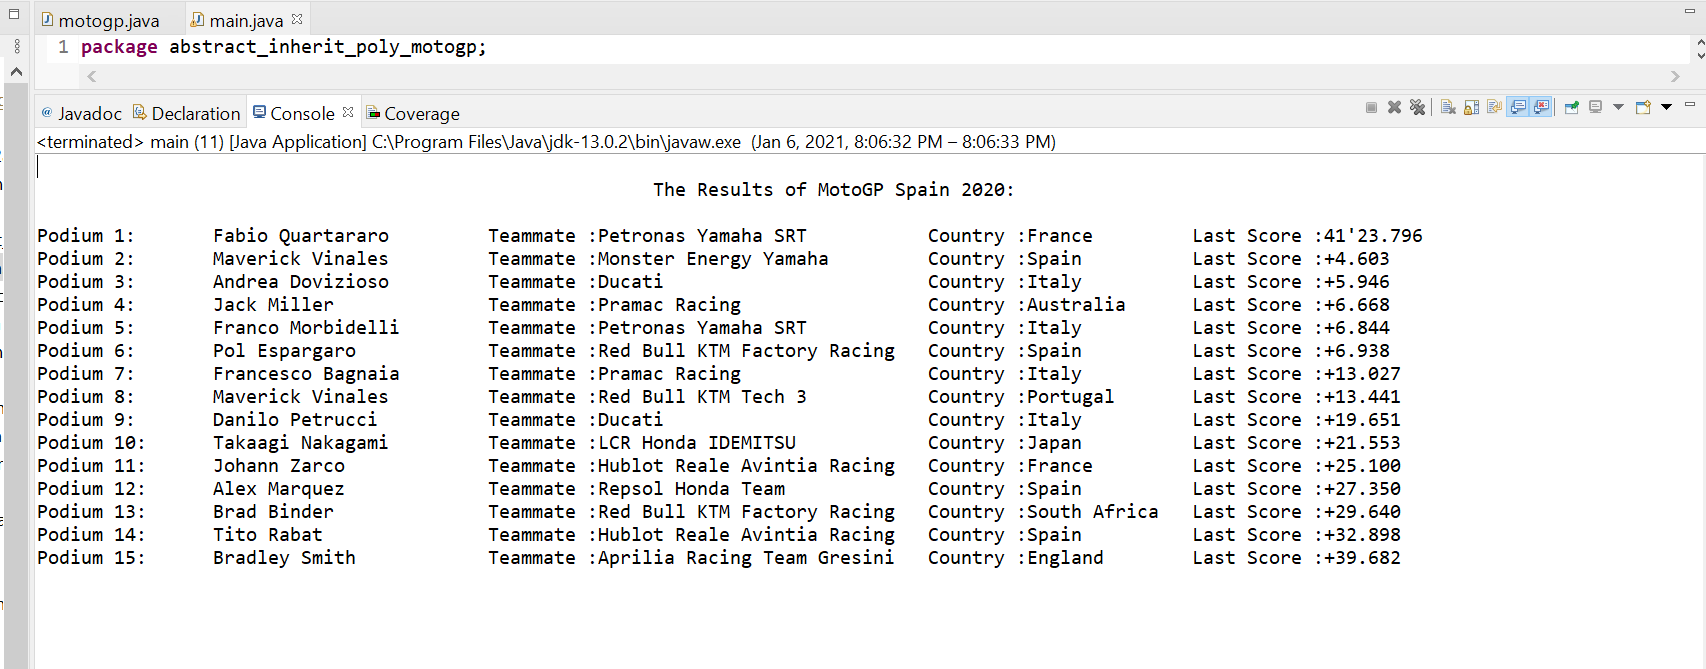 motogp.java main.java
1 package abstract_inherit_poly_motogp;
@ Javadoc Declaration Console Coverage
<terminated> main (11) [Java Application] C:\Program Files\Java\jdk-13.0.2\bin\javaw.exe (Jan 6, 2021, 8:06:32 PM – 8:06:33 PM)
The Results of MotoGP Spain 2020:
Podium 1: Fabio Quartararo Teammate :Petronas Yamaha SRT Country :France Last Score :41'23.796
Podium 2: Maverick Vinales Teammate :Monster Energy Yamaha Country :Spain Last Score :+4.603
Podium 3: Andrea Dovizioso Teammate :Ducati Country :Italy Last Score :+5.946
Podium 4: Jack Miller Teammate :Pramac Racing Country :Australia Last Score :+6.668
Podium 5: Franco Morbidelli Teammate :Petronas Yamaha SRT Country :Italy Last Score :+6.844
Podium 6: Pol Espargaro Teammate :Red Bull KTM Factory Racing Country :Spain Last Score :+6.938
Podium 7: Francesco Bagnaia Teammate :Pramac Racing Country :Italy Last Score :+13.027
Podium 8: Maverick Vinales Teammate :Red Bull KTM Tech 3 Country :Portugal Last Score :+13.441
Podium 9: Danilo Petrucci Teammate :Ducati Country :Italy Last Score :+19.651
Podium 10: Takaagi Nakagami Teammate :LCR Honda IDEMITSU Country :Japan Last Score :+21.553
Podium 11: Johann Zarco Teammate :Hublot Reale Avintia Racing Country :France Last Score :+25.100
Podium 12: Alex Marquez Teammate :Repsol Honda Team Country :Spain Last Score :+27.350
Podium 13: Brad Binder Teammate :Red Bull KTM Factory Racing Country :South Africa Last Score :+29.640
Podium 14: Tito Rabat Teammate :Hublot Reale Avintia Racing Country :Spain Last Score :+32.898
Podium 15: Bradley Smith Teammate :Aprilia Racing Team Gresini Country :England Last Score :+39.682